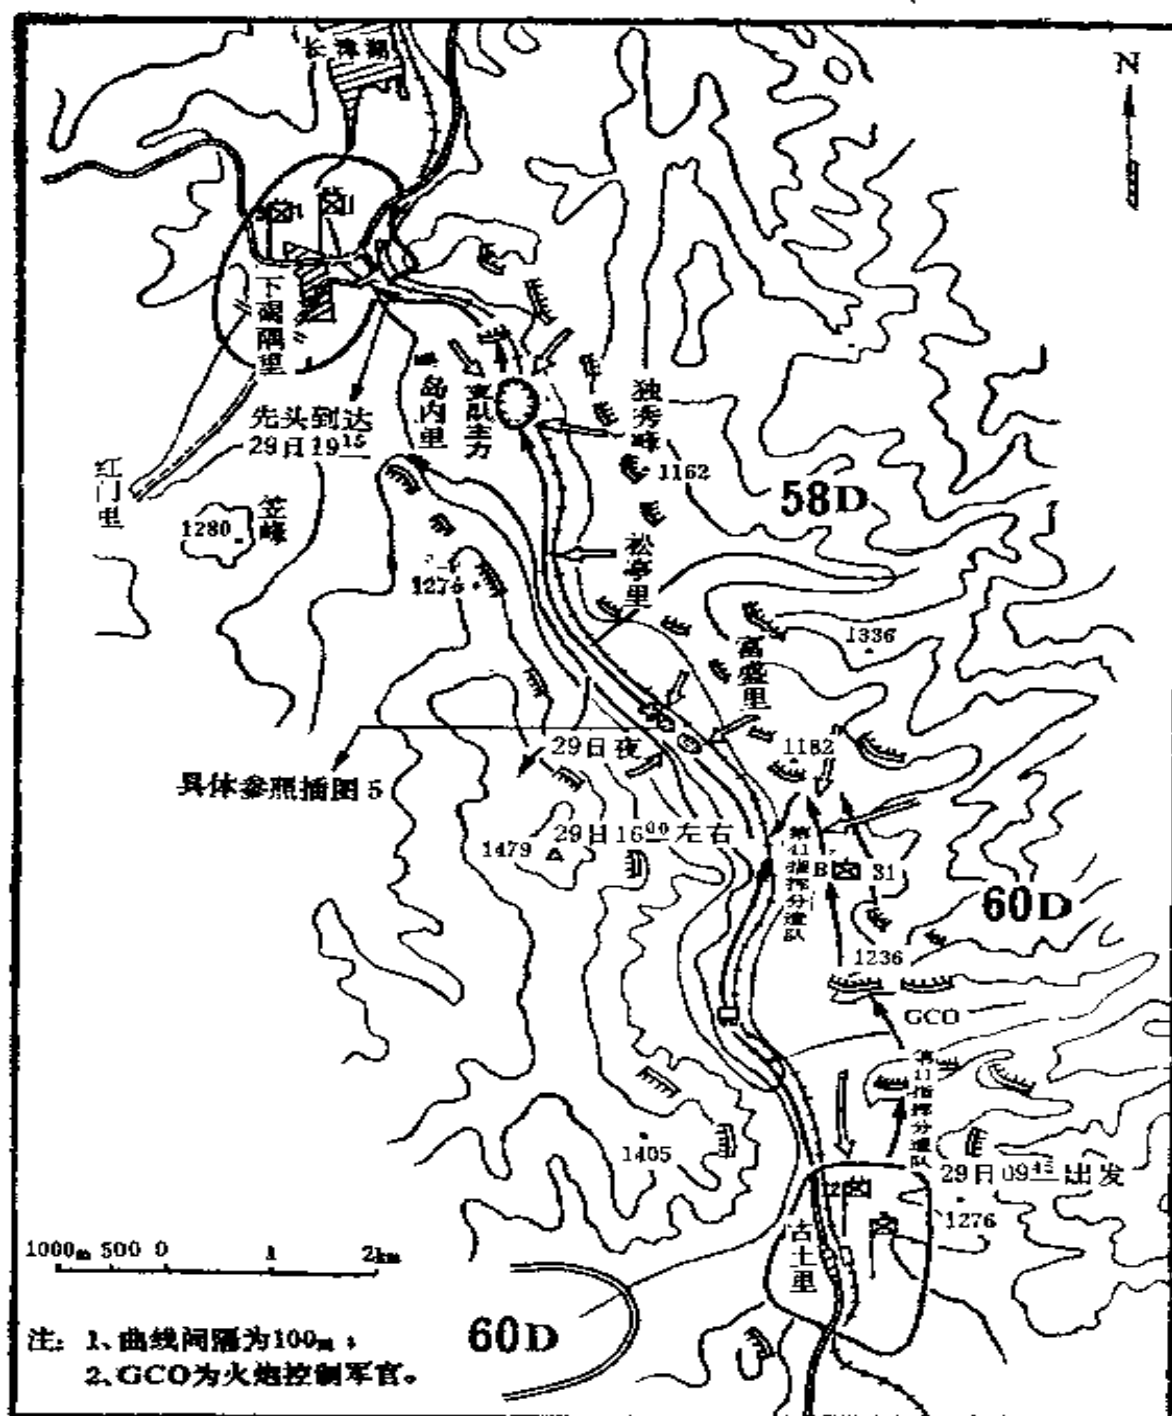 长津湖
N
下碣隅里
先头到达
29日1915
岛内里
支队主力
独秀峰
1162
58D
红门里
1280
笠峰
松亭里
1276
富盛里
1336
29日夜
1182
具体参照插图5
29日1600左右
1479
第41指挥分遣队
B
31
60D
1236
GCO
第41指挥分遣队
1405
29日0945出发
1276
古土里
1000m 500 0 1 2km
60D
注：1、曲线间隔为100m；
2、GCO为火炮控制军官。